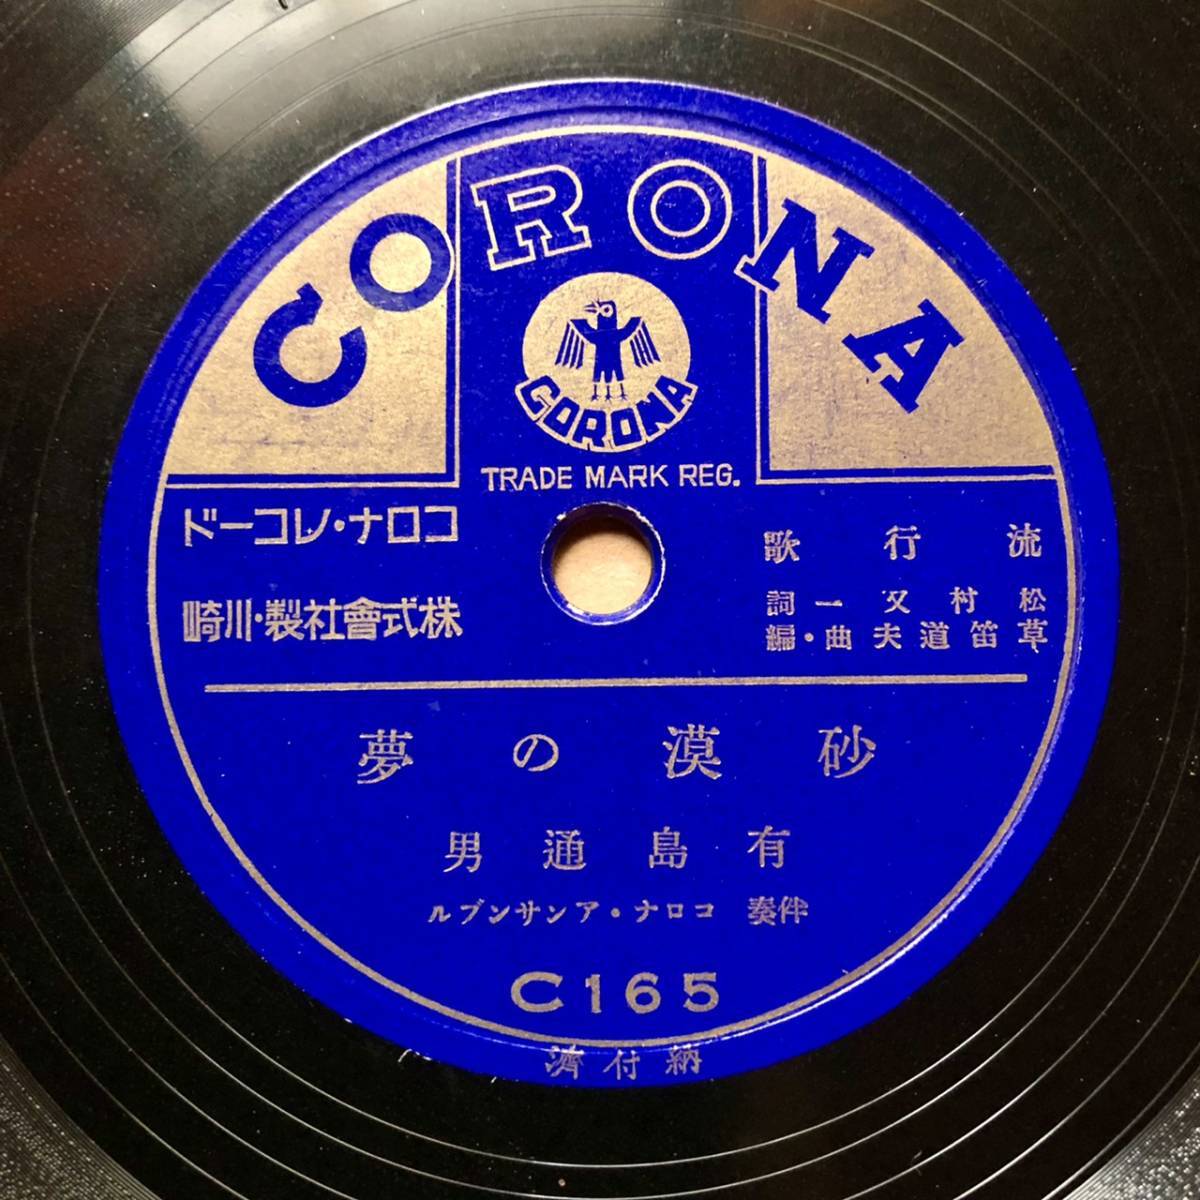 CORONA
CORONA
TRADE MARK REG.
コロナ・レコード
株式會社製・川崎
流行歌
松村又一詞
草笛道夫曲・編
砂漠の夢
有島通男
伴奏 コロナ・アンサンブル
C165
納付濟